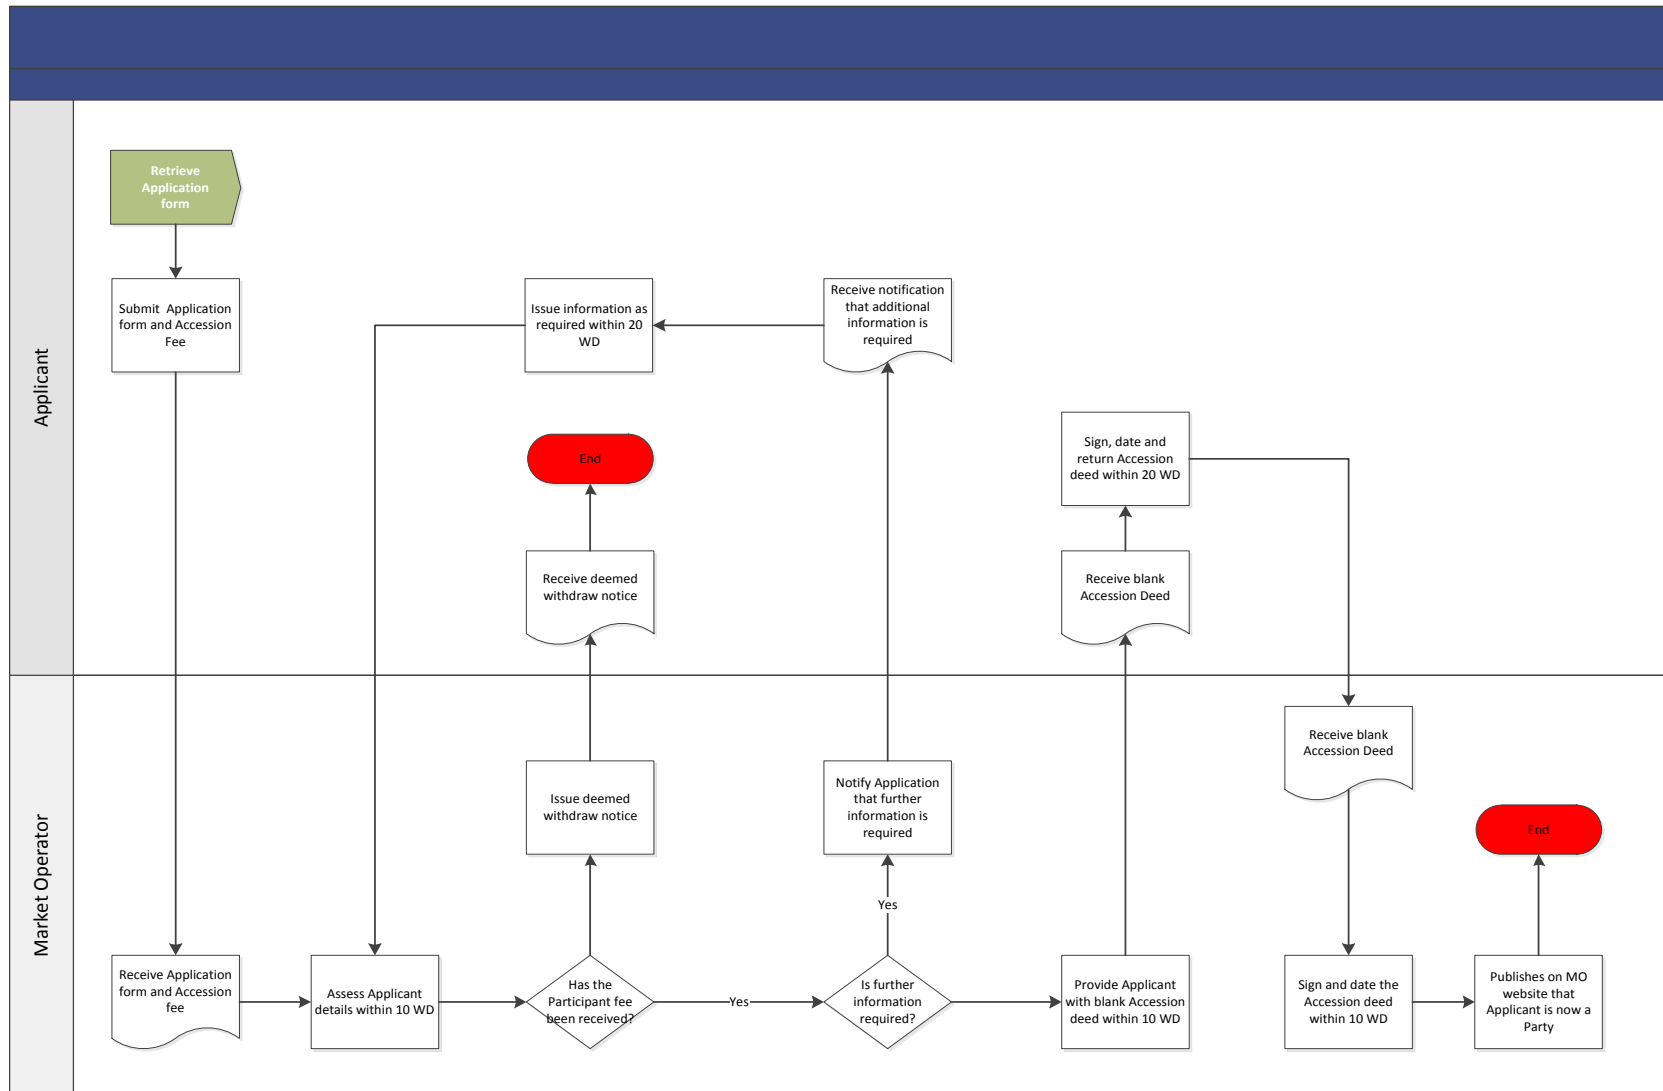 Applicant
Retrieve
Application
form
Submit  Application
form and Accession
Fee
Issue information as
required within 20
WD
Receive notification
that additional
information is
required
End
Sign, date and
return Accession
deed within 20 WD
Receive deemed
withdraw notice
Receive blank
Accession Deed
Market Operator
Receive blank
Accession Deed
Issue deemed
withdraw notice
Notify Application
that further
information is
required
End
Yes
Receive Application
form and Accession
fee
Assess Applicant
details within 10 WD
Has the
Participant fee
been received?
Yes
Is further
information
required?
Provide Applicant
with blank Accession
deed within 10 WD
Sign and date the
Accession deed
within 10 WD
Publishes on MO
website that
Applicant is now a
Party